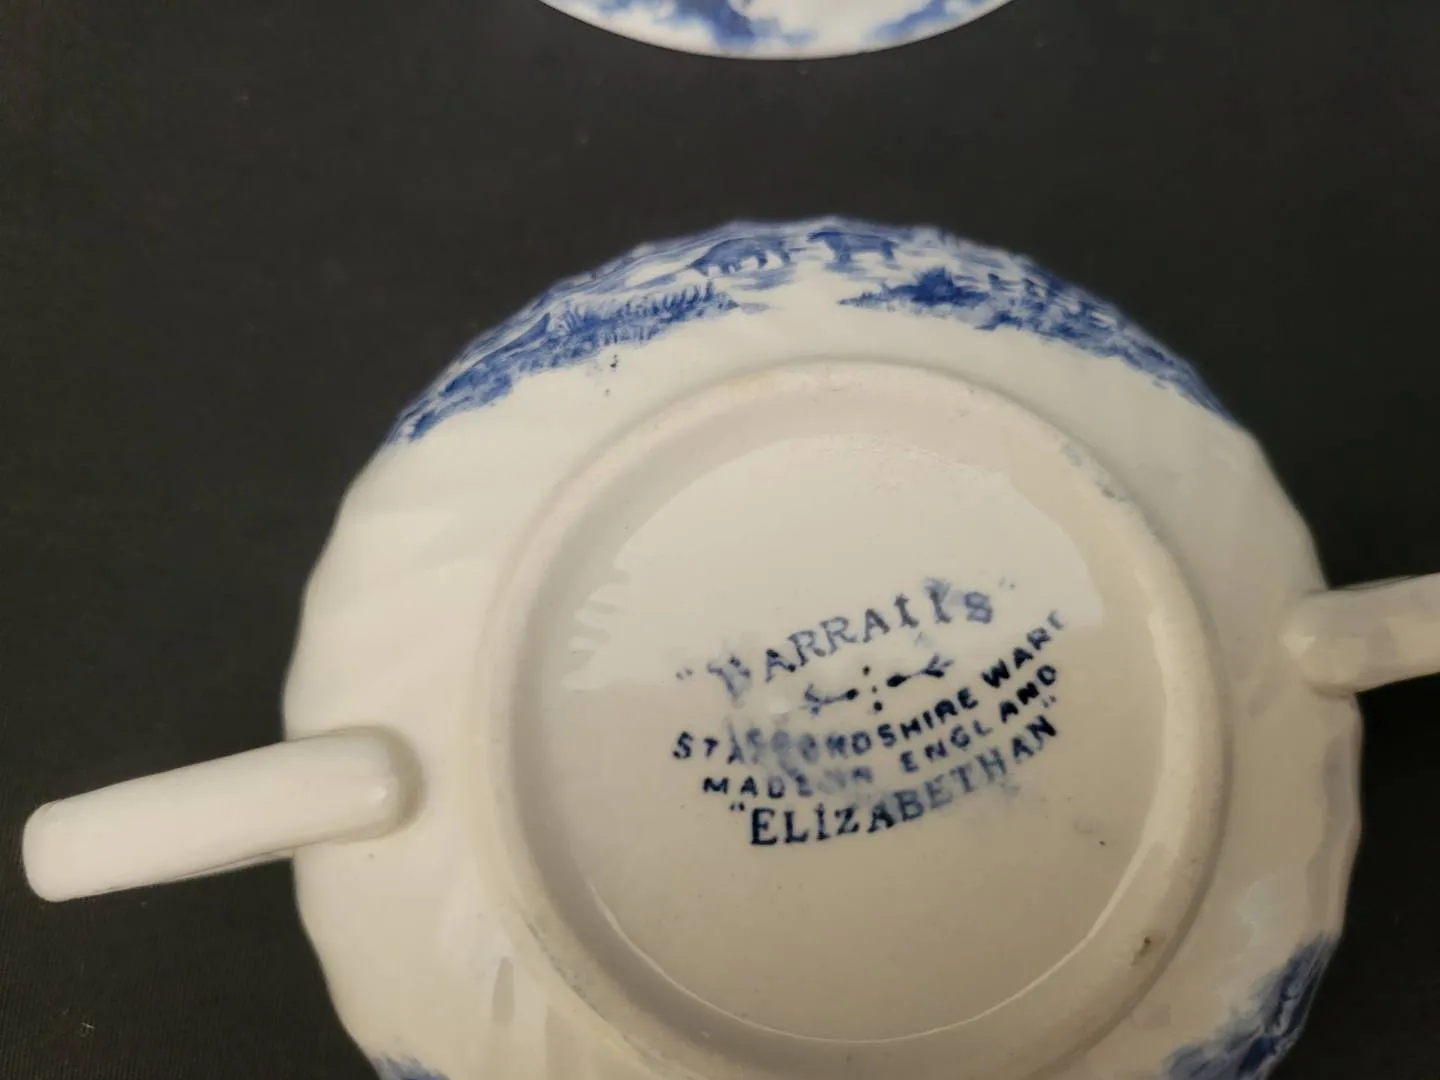 "BARRATTS"
STAFFORDSHIRE WARE
MADE IN ENGLAND
"ELIZABETHAN"